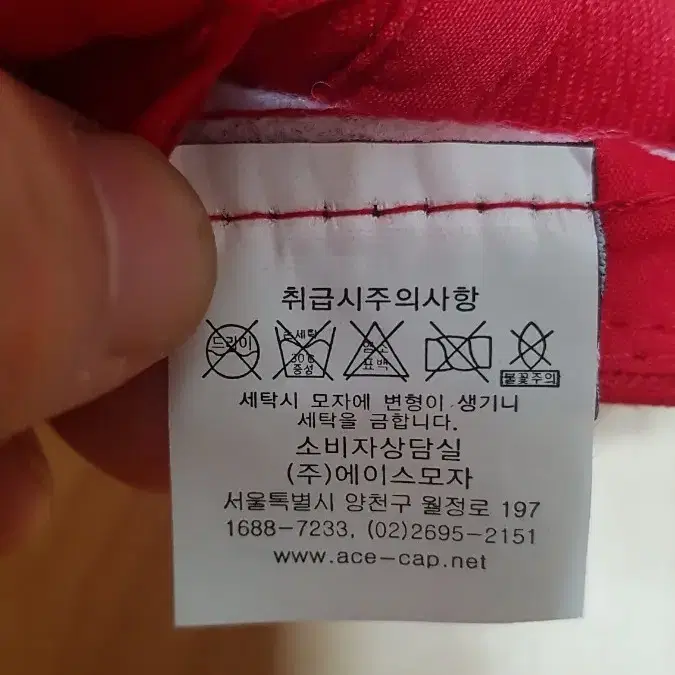 취급시주의사항
드라이 손세탁 30℃ 중성 염소 표백
불꽃주의
세탁시 모자에 변형이 생기니
세탁을 금합니다.
소비자상담실
(주)에이스모자
서울특별시 양천구 월정로 197
1688-7233, (02)2695-2151
www.ace-cap.net